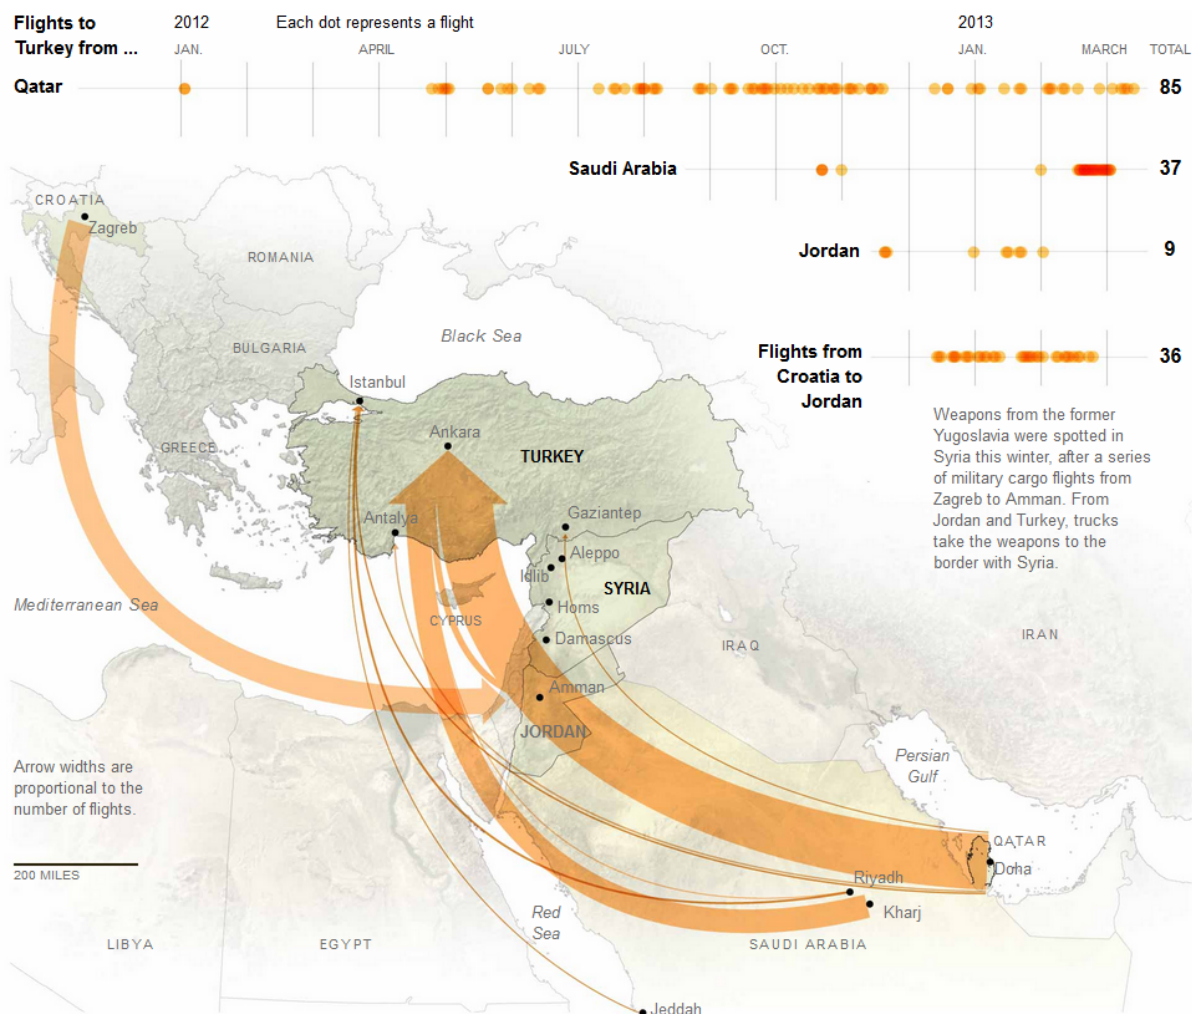 Flights to
Turkey from ...
2012
Each dot represents a flight
2013
JAN.
APRIL
JULY
OCT.
JAN.
MARCH
TOTAL
Qatar
85
Saudi Arabia
37
Jordan
9
Flights from
Croatia to
Jordan
36
Weapons from the former
Yugoslavia were spotted in
Syria this winter, after a series
of military cargo flights from
Zagreb to Amman. From
Jordan and Turkey, trucks
take the weapons to the
border with Syria.
CROATIA
Zagreb
ROMANIA
Black Sea
BULGARIA
Istanbul
Ankara
GREECE
TURKEY
Antalya
Gaziantep
Aleppo
Idlib
SYRIA
Homs
Mediterranean Sea
CYPRUS
Damascus
IRAQ
IRAN
Amman
JORDAN
Persian
Gulf
Arrow widths are
proportional to the
number of flights.
200 MILES
QATAR
Doha
Riyadh
Kharj
Red
Sea
LIBYA
EGYPT
SAUDI ARABIA
Jeddah